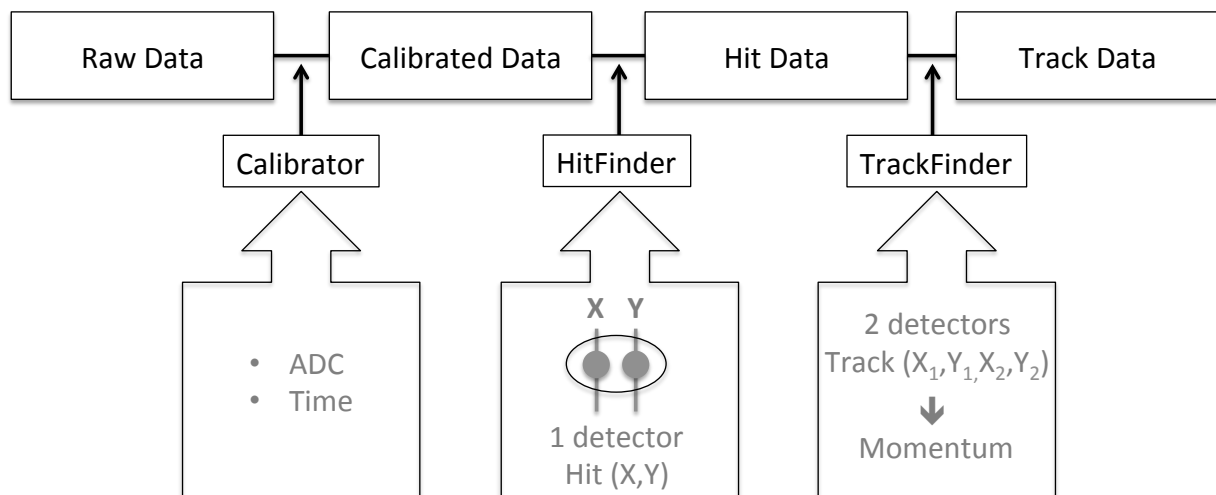 Raw Data
Calibrated Data
Hit Data
Track Data
Calibrator
HitFinder
TrackFinder
• ADC
• Time
X Y
1 detector
Hit (X,Y)
2 detectors
Track (X₁,Y₁,X₂,Y₂)
Momentum